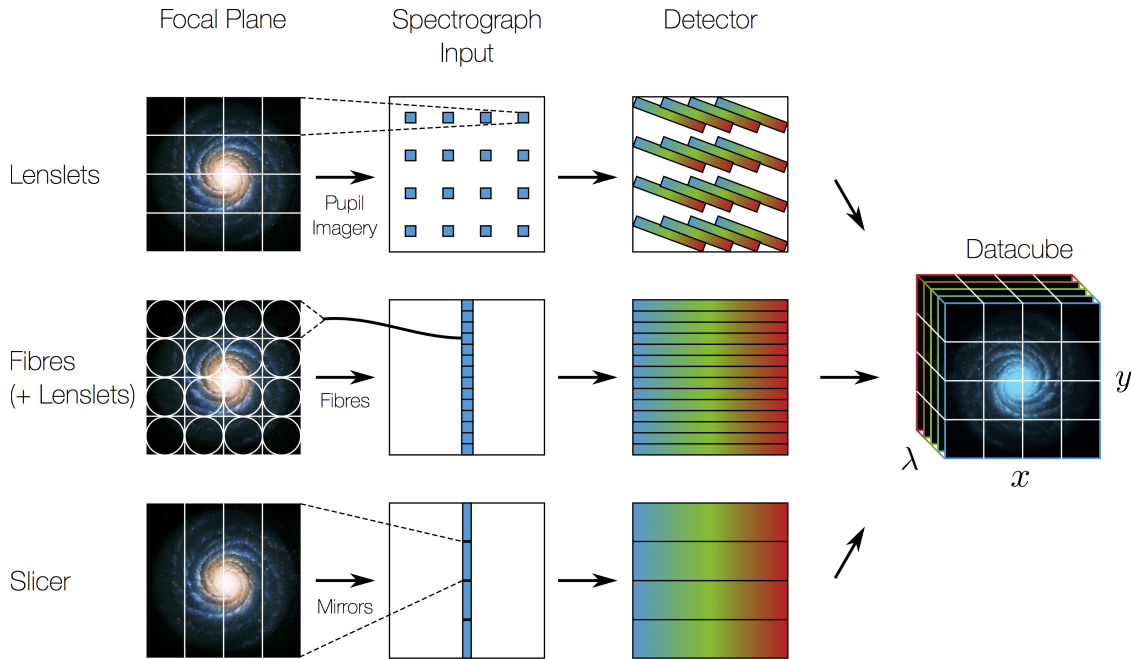 Focal Plane
Spectrograph
Input
Detector
Lenslets
Pupil
Imagery
Datacube
Fibres
(+ Lenslets)
Fibres
y
λ
x
Slicer
Mirrors